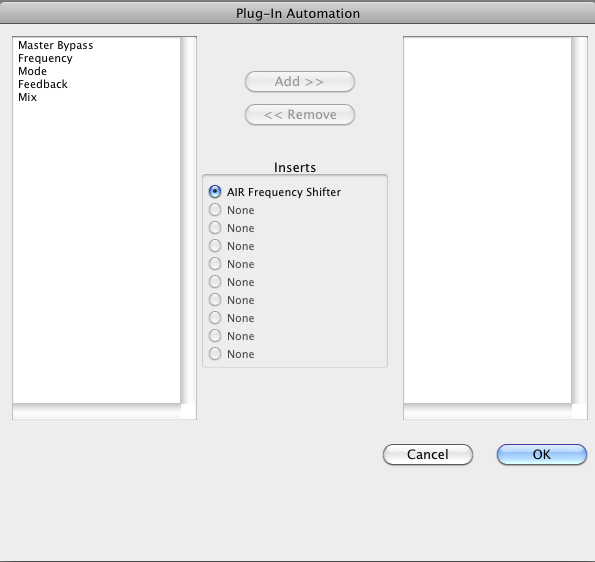 Plug-In Automation
Master Bypass
Frequency
Mode
Feedback
Mix
Add >>
<< Remove
Inserts
AIR Frequency Shifter
None
None
None
None
None
None
None
None
None
Cancel
OK